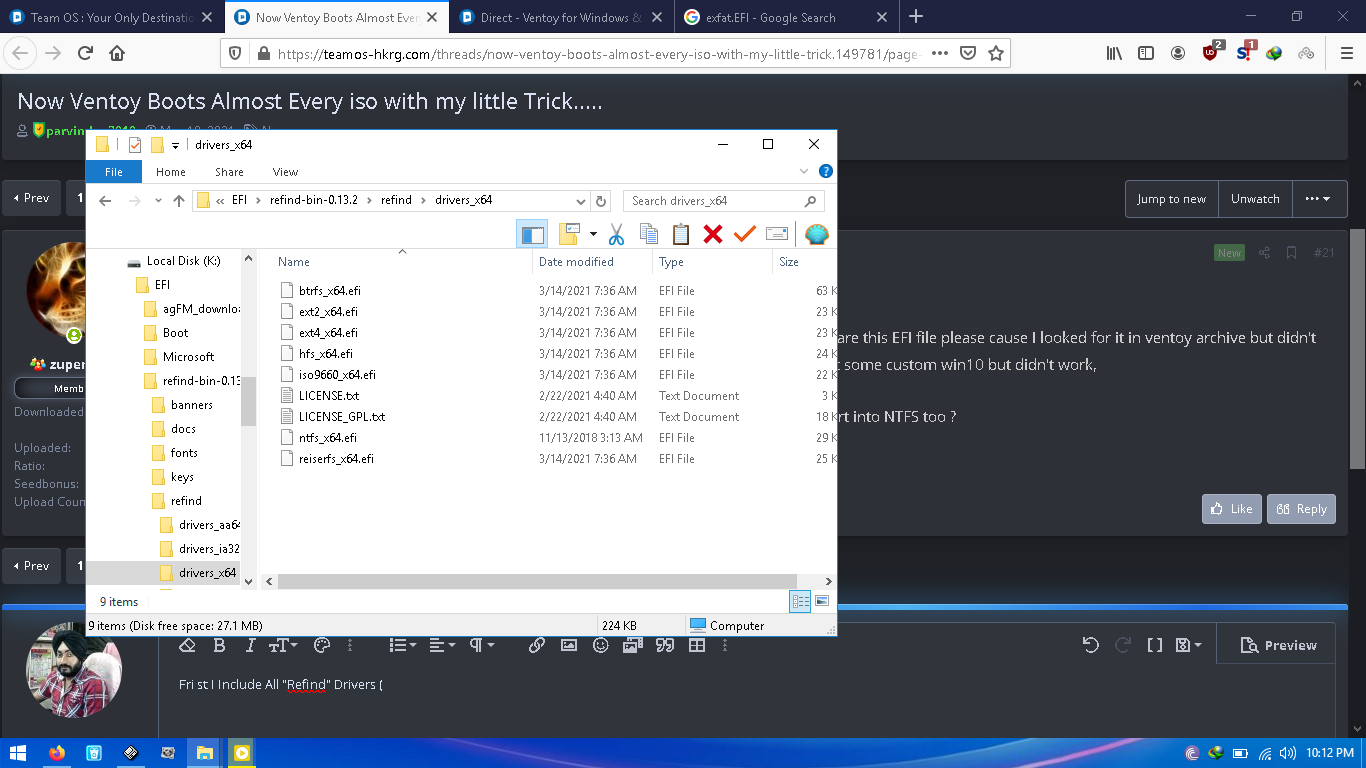 Team OS : Your Only Destinatio
Now Ventoy Boots Almost Ever
Direct - Ventoy for Windows &
exfat.EFI - Google Search
https://teamos-hkrg.com/threads/now-ventoy-boots-almost-every-iso-with-my-little-trick.149781/page-
2
1
Now Ventoy Boots Almost Every iso with my little Trick.....
drivers_x64
File Home Share View
« EFI > refind-bin-0.13.2 > refind > drivers_x64
Search drivers_x64
Prev 1
Jump to new Unwatch
Name Date modified Type Size
Local Disk (K:)
EFI
agFM_downloa
Boot
Microsoft
refind-bin-0.13
banners
docs
fonts
keys
refind
drivers_aa64
drivers_ia32
drivers_x64
btrfs_x64.efi 3/14/2021 7:36 AM EFI File 63 K
ext2_x64.efi 3/14/2021 7:36 AM EFI File 23 K
ext4_x64.efi 3/14/2021 7:36 AM EFI File 23 K
hfs_x64.efi 3/14/2021 7:36 AM EFI File 24 K
iso9660_x64.efi 3/14/2021 7:36 AM EFI File 22 K
LICENSE.txt 2/22/2021 4:40 AM Text Document 3 K
LICENSE_GPL.txt 2/22/2021 4:40 AM Text Document 18 K
ntfs_x64.efi 11/13/2018 3:13 AM EFI File 29 K
reiserfs_x64.efi 3/14/2021 7:36 AM EFI File 25 K
9 items
9 items (Disk free space: 27.1 MB) 224 KB Computer
zuper
Memb
Downloaded
Uploaded:
Ratio:
Seedbonus:
Upload Coun
New #21
are this EFI file please cause I looked for it in ventoy archive but didn't
some custom win10 but didn't work,
rt into NTFS too ?
Like Reply
Prev 1
Preview
Fri st I Include All "Refind" Drivers (
10:12 PM